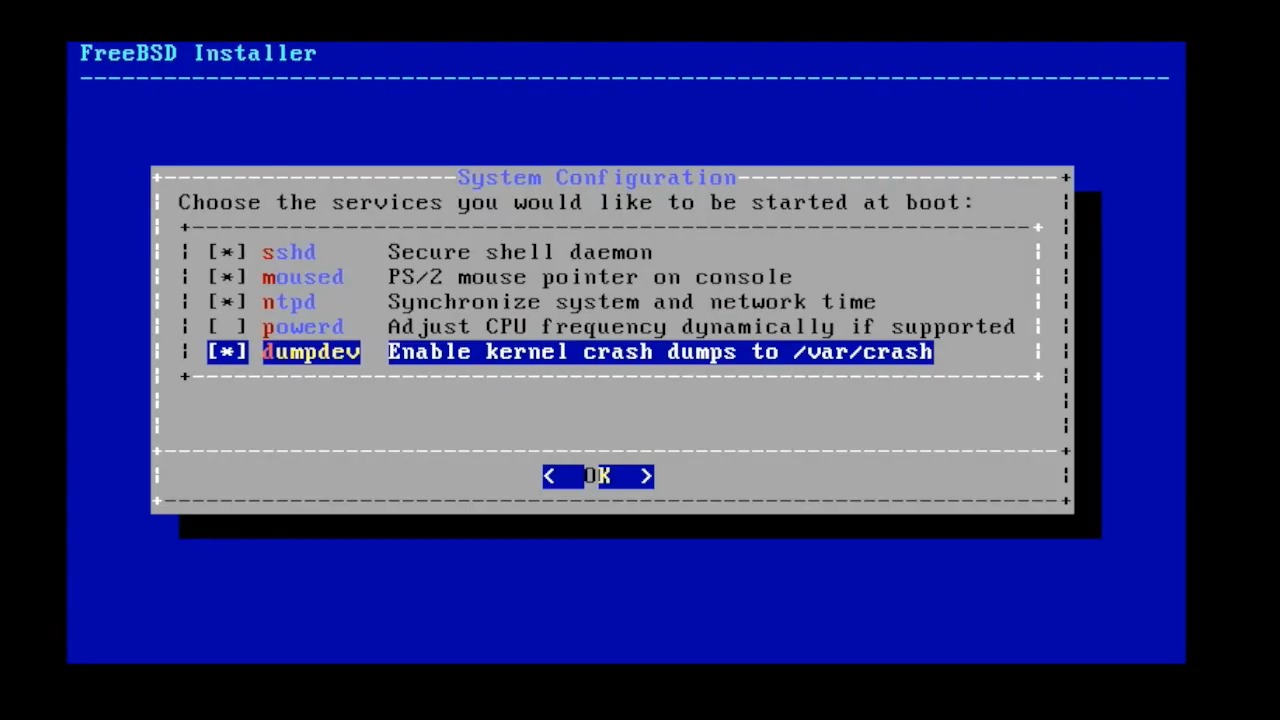 FreeBSD Installer
System Configuration
Choose the services you would like to be started at boot:
[*] sshd Secure shell daemon
[*] moused PS/2 mouse pointer on console
[*] ntpd Synchronize system and network time
[ ] powerd Adjust CPU frequency dynamically if supported
[*] dumpdev Enable kernel crash dumps to /var/crash
< OK >